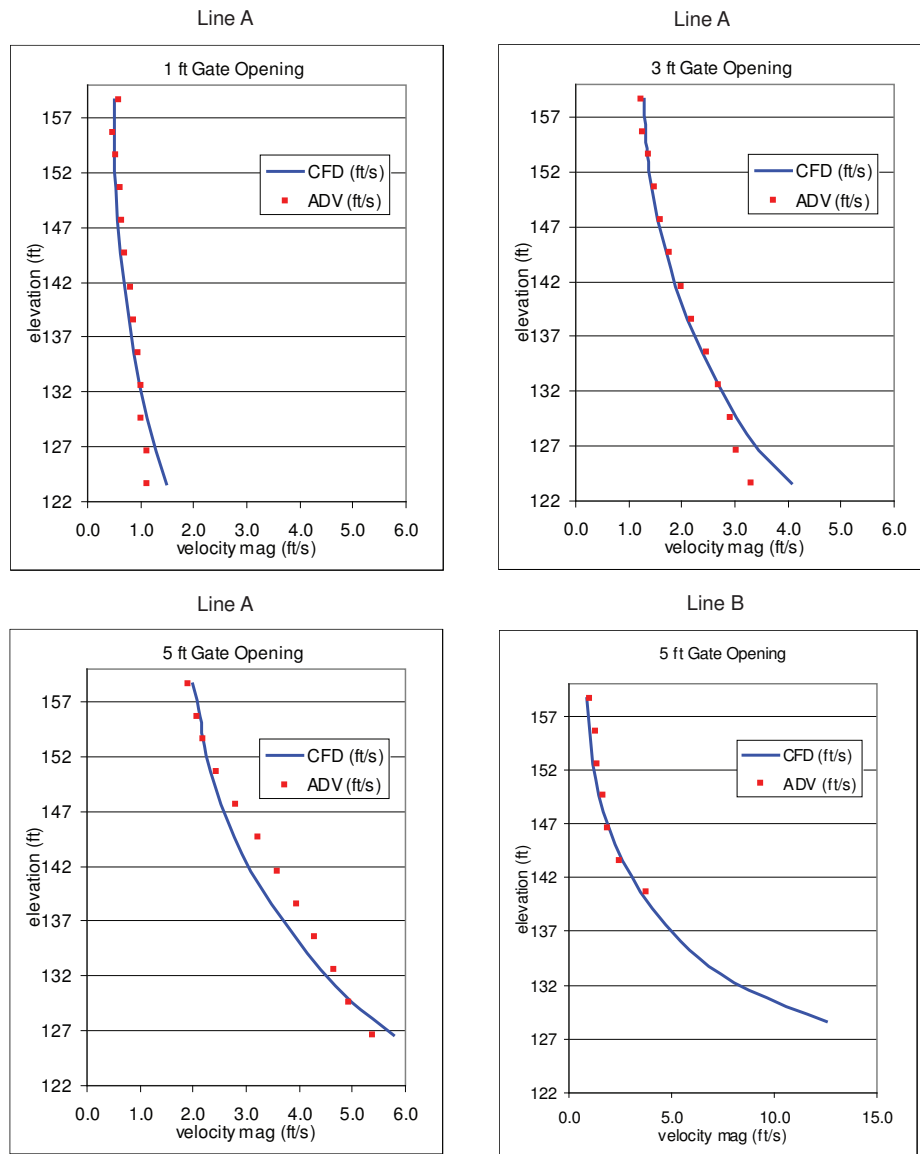 Line A
1 ft Gate Opening
157
152
147
142
137
132
127
122
elevation (ft)
CFD (ft/s)
ADV (ft/s)
0.0 1.0 2.0 3.0 4.0 5.0 6.0
velocity mag (ft/s)
Line A
3 ft Gate Opening
157
152
147
142
137
132
127
122
elevation (ft)
CFD (ft/s)
ADV (ft/s)
0.0 1.0 2.0 3.0 4.0 5.0 6.0
velocity mag (ft/s)
Line A
5 ft Gate Opening
157
152
147
142
137
132
127
122
elevation (ft)
CFD (ft/s)
ADV (ft/s)
0.0 1.0 2.0 3.0 4.0 5.0 6.0
velocity mag (ft/s)
Line B
5 ft Gate Opening
157
152
147
142
137
132
127
122
elevation (ft)
CFD (ft/s)
ADV (ft/s)
0.0 5.0 10.0 15.0
velocity mag (ft/s)